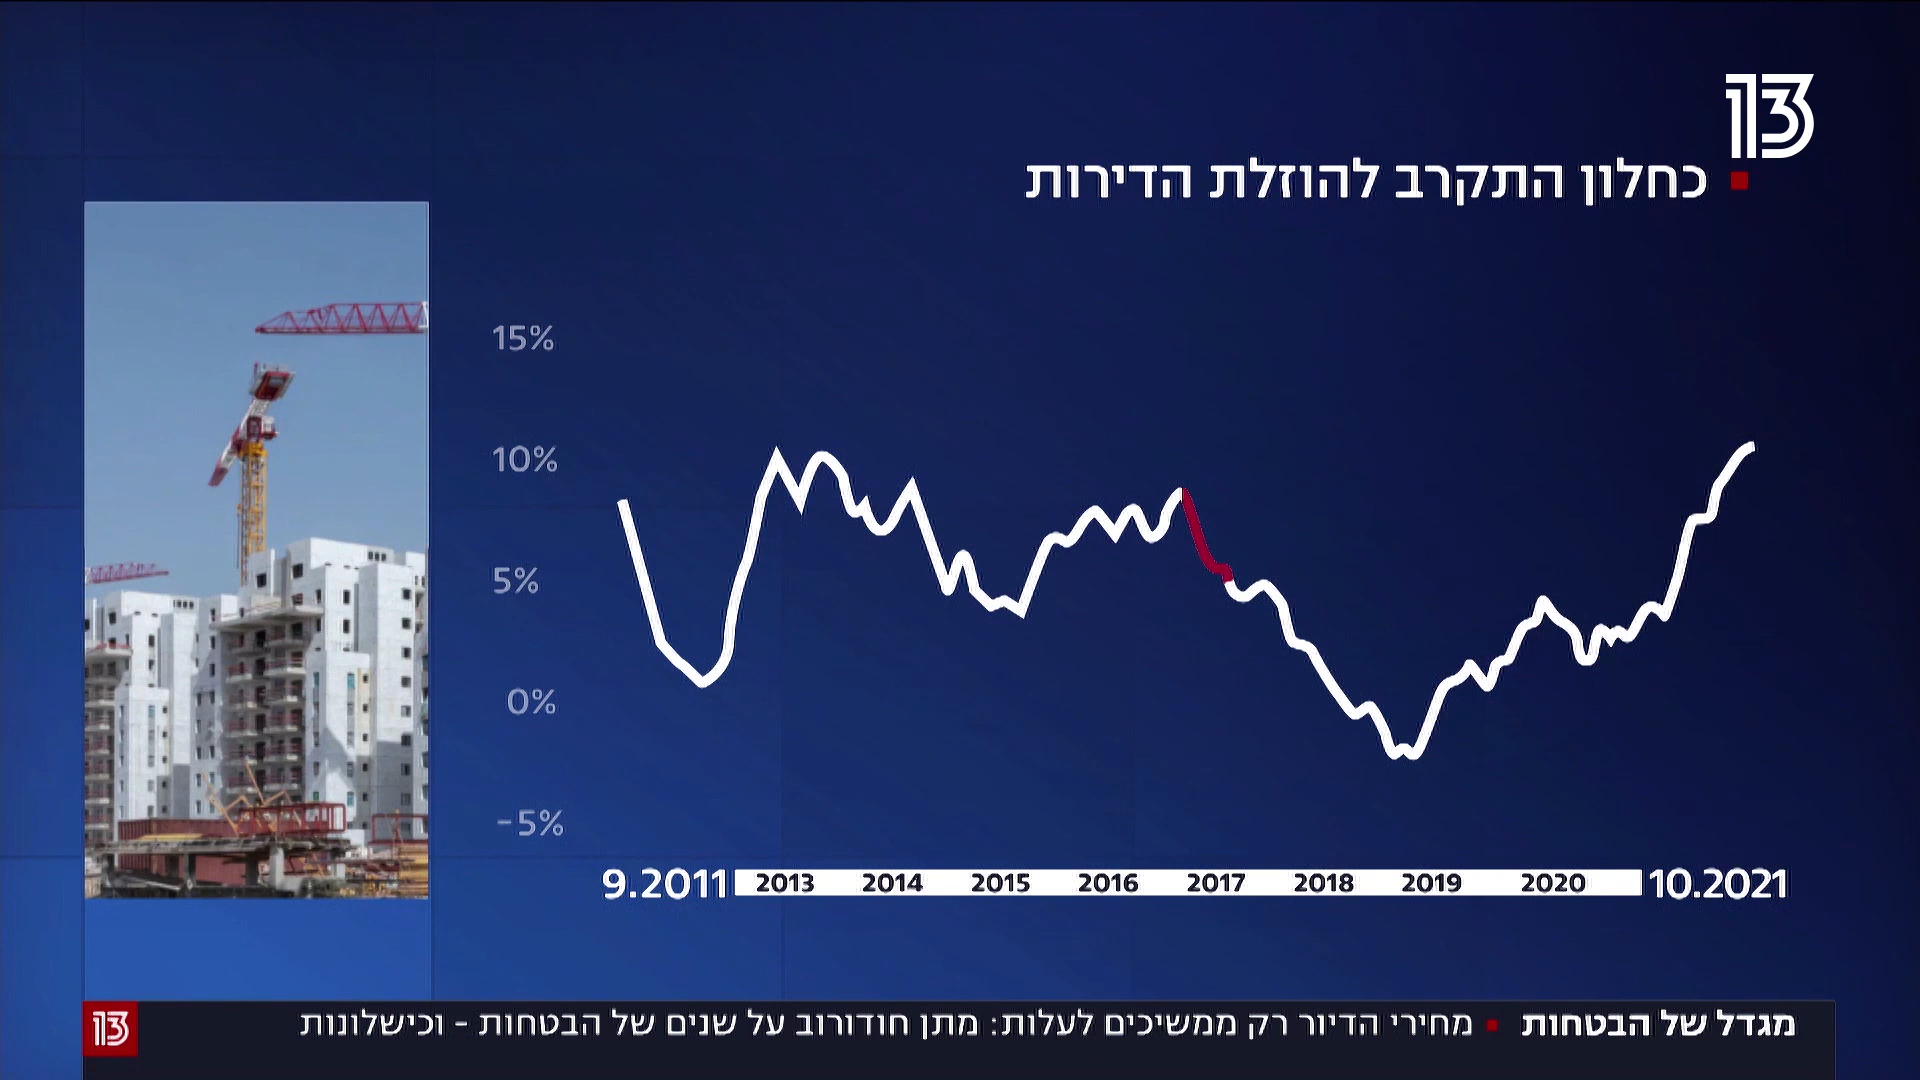 13
כחלון התקרב להוזלת הדירות
15%
10%
5%
0%
-5%
9.2011 2013 2014 2015 2016 2017 2018 2019 2020 10.2021
מגדל של הבטחות ▪ מחירי הדיור רק ממשיכים לעלות: מתן חודורוב על שנים של הבטחות - וכישלונות
13